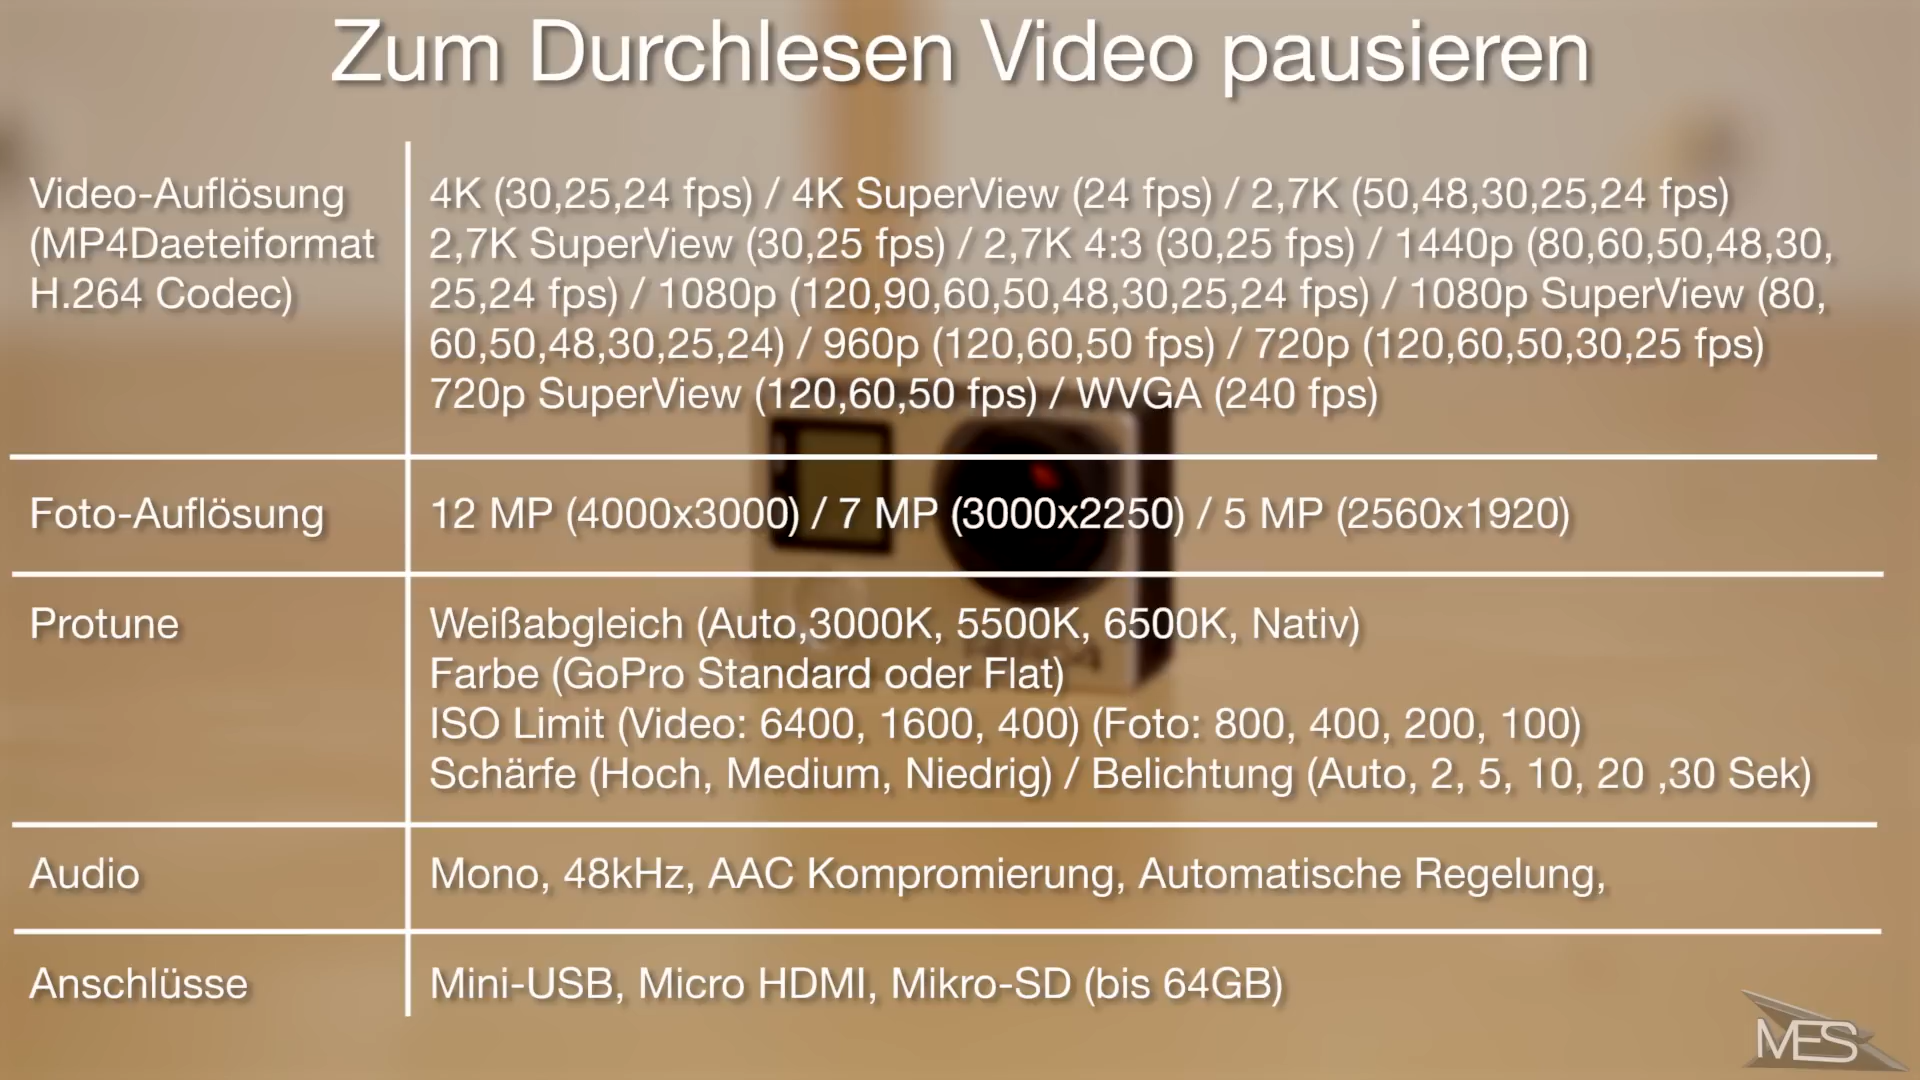 Zum Durchlesen Video pausieren
Video-Auflösung
(MP4Daeteiformat
H.264 Codec)
4K (30,25,24 fps) / 4K SuperView (24 fps) / 2,7K (50,48,30,25,24 fps)
2,7K SuperView (30,25 fps) / 2,7K 4:3 (30,25 fps) / 1440p (80,60,50,48,30,
25,24 fps) / 1080p (120,90,60,50,48,30,25,24 fps) / 1080p SuperView (80,
60,50,48,30,25,24) / 960p (120,60,50 fps) / 720p (120,60,50,30,25 fps)
720p SuperView (120,60,50 fps) / WVGA (240 fps)
Foto-Auflösung
12 MP (4000x3000) / 7 MP (3000x2250) / 5 MP (2560x1920)
Protune
Weißabgleich (Auto,3000K, 5500K, 6500K, Nativ)
Farbe (GoPro Standard oder Flat)
ISO Limit (Video: 6400, 1600, 400) (Foto: 800, 400, 200, 100)
Schärfe (Hoch, Medium, Niedrig) / Belichtung (Auto, 2, 5, 10, 20 ,30 Sek)
Audio
Mono, 48kHz, AAC Kompromierung, Automatische Regelung,
Anschlüsse
Mini-USB, Micro HDMI, Mikro-SD (bis 64GB)
MES